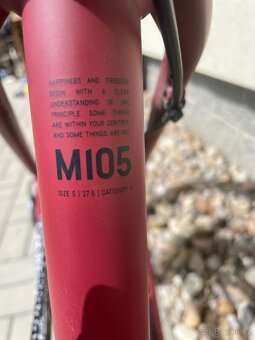 HAPPINESS AND FREEDOM
BEGIN WITH A CLEAR
UNDERSTANDING OF ONE
PRINCIPLE SOME THINGS
ARE WITHIN YOUR CONTROL
AND SOME THINGS ARE NOT
M105
SIZE S | 27.5 | CATEGORY 4